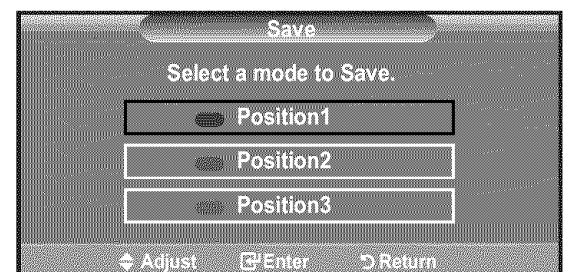 Save
Select a mode to Save.
Position1
Position2
Position3
Adjust Enter Return